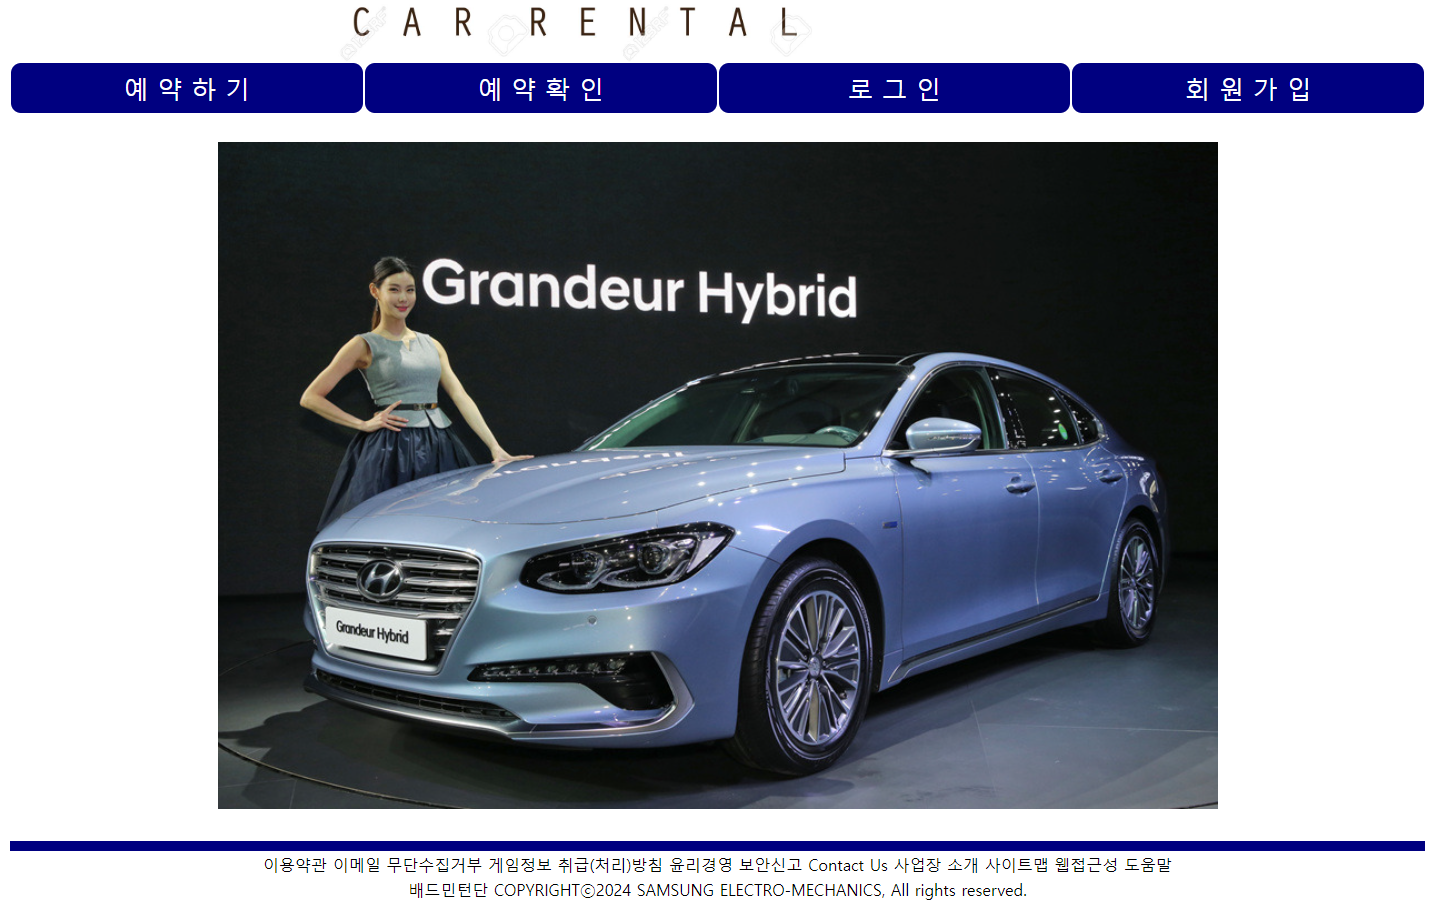 CAR RENTAL
예 약 하 기
예 약 확 인
로 그 인
회 원 가 입
Grandeur Hybrid
Grandeur Hybrid
이용약관 이메일 무단수집거부 게임정보 취급(처리)방침 윤리경영 보안신고 Contact Us 사업장 소개 사이트맵 웹접근성 도움말
배드민턴단 COPYRIGHTⓒ2024 SAMSUNG ELECTRO-MECHANICS, All rights reserved.